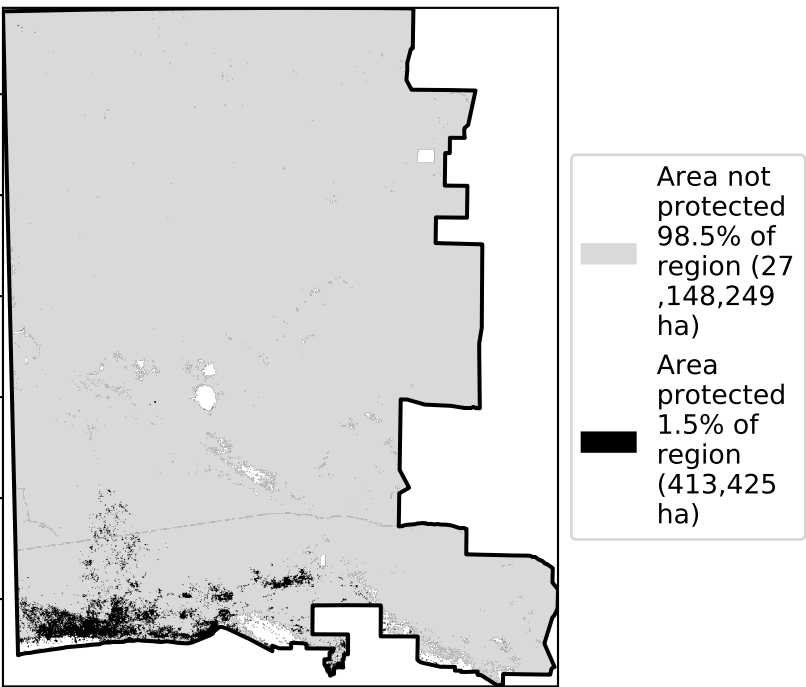 Area not
protected
98.5% of
region (27
,148,249
ha)
Area
protected
1.5% of
region
(413,425
ha)